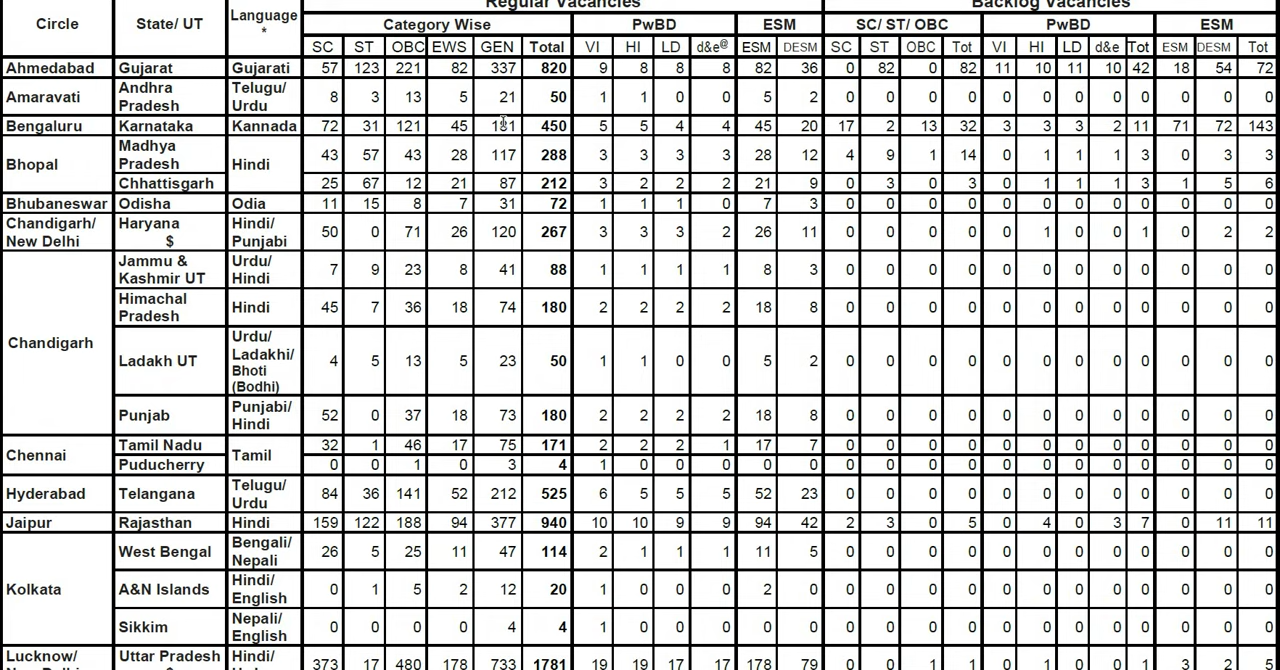 Regular Vacancies Backlog Vacancies
Circle State/ UT Language * Category Wise PwBD ESM SC/ ST/ OBC PwBD ESM
SC ST OBC EWS GEN Total VI HI LD d&e@ ESM DESM SC ST OBC Tot VI HI LD d&e Tot ESM DESM Tot
Ahmedabad Gujarat Gujarati 57 123 221 82 337 820 9 8 8 8 82 36 0 82 0 82 11 10 11 10 42 18 54 72
Amaravati Andhra Pradesh Telugu/ Urdu 8 3 13 5 21 50 1 1 0 0 5 2 0 0 0 0 0 0 0 0 0 0 0 0
Bengaluru Karnataka Kannada 72 31 121 45 181 450 5 5 4 4 45 20 17 2 13 32 3 3 3 2 11 71 72 143
Bhopal Madhya Pradesh Hindi 43 57 43 28 117 288 3 3 3 3 28 12 4 9 1 14 0 1 1 1 3 0 3 3
Chhattisgarh 25 67 12 21 87 212 3 2 2 2 21 9 0 3 0 3 0 1 1 1 3 1 5 6
Bhubaneswar Odisha Odia 11 15 8 7 31 72 1 1 1 0 7 3 0 0 0 0 0 0 0 0 0 0 0 0
Chandigarh/ New Delhi Haryana $ Hindi/ Punjabi 50 0 71 26 120 267 3 3 3 2 26 11 0 0 0 0 0 1 0 0 1 0 2 2
Chandigarh Jammu & Kashmir UT Urdu/ Hindi 7 9 23 8 41 88 1 1 1 1 8 3 0 0 0 0 0 0 0 0 0 0 0 0
Himachal Pradesh Hindi 45 7 36 18 74 180 2 2 2 2 18 8 0 0 0 0 0 0 0 0 0 0 0 0
Ladakh UT Urdu/ Ladakhi/ Bhoti (Bodhi) 4 5 13 5 23 50 1 1 0 0 5 2 0 0 0 0 0 0 0 0 0 0 0 0
Punjab Punjabi/ Hindi 52 0 37 18 73 180 2 2 2 2 18 8 0 0 0 0 0 0 0 0 0 0 0 0
Chennai Tamil Nadu Tamil 32 1 46 17 75 171 2 2 2 1 17 7 0 0 0 0 0 0 0 0 0 0 0 0
Puducherry 0 0 1 0 3 4 1 0 0 0 0 0 0 0 0 0 0 0 0 0 0 0 0 0
Hyderabad Telangana Telugu/ Urdu 84 36 141 52 212 525 6 5 5 5 52 23 0 0 0 0 0 0 0 0 0 0 0 0
Jaipur Rajasthan Hindi 159 122 188 94 377 940 10 10 9 9 94 42 2 3 0 5 0 4 0 3 7 0 11 11
Kolkata West Bengal Bengali/ Nepali 26 5 25 11 47 114 2 1 1 1 11 5 0 0 0 0 0 0 0 0 0 0 0 0
A&N Islands Hindi/ English 0 1 5 2 12 20 1 0 0 0 2 0 0 0 0 0 0 0 0 0 0 0 0 0
Sikkim Nepali/ English 0 0 0 0 4 4 1 0 0 0 0 0 0 0 0 0 0 0 0 0 0 0 0 0
Lucknow/ Uttar Pradesh Hindi/ 373 17 480 178 733 1781 19 19 17 17 178 79 0 0 1 1 0 1 0 0 1 3 2 5